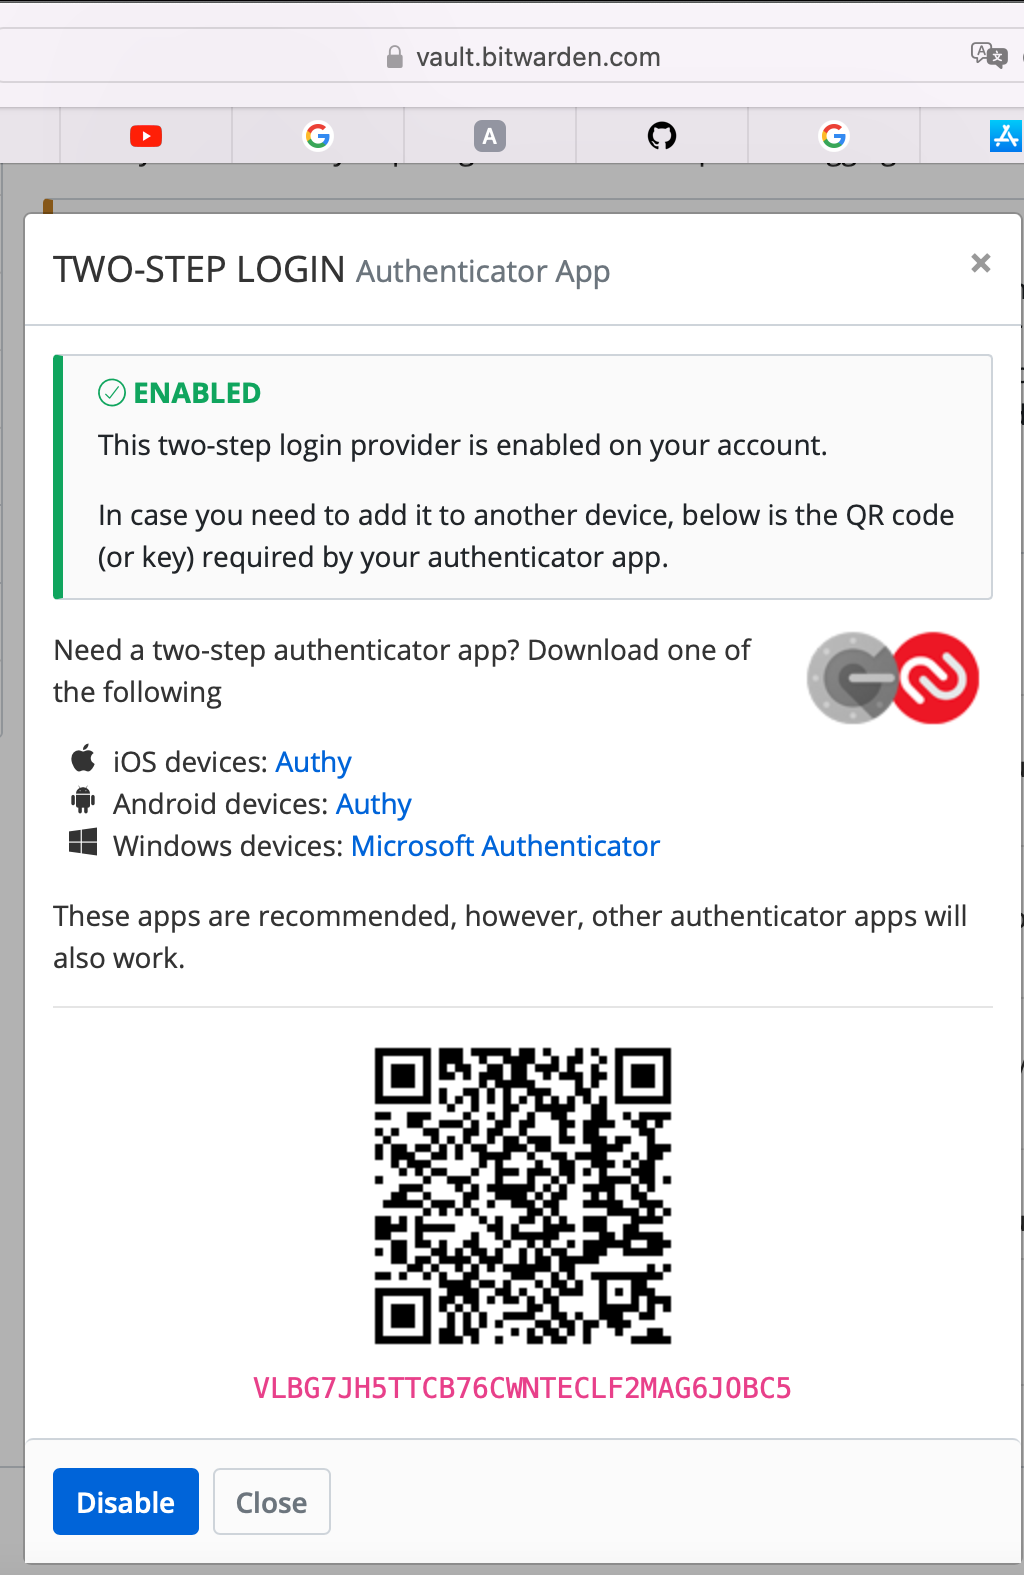 vault.bitwarden.com
A
TWO-STEP LOGIN Authenticator App
ENABLED
This two-step login provider is enabled on your account.
In case you need to add it to another device, below is the QR code
(or key) required by your authenticator app.
Need a two-step authenticator app? Download one of
the following
iOS devices: Authy
Android devices: Authy
Windows devices: Microsoft Authenticator
These apps are recommended, however, other authenticator apps will
also work.
VLBG7JH5TTCB76CWNTECLF2MAG6JOBC5
Disable
Close